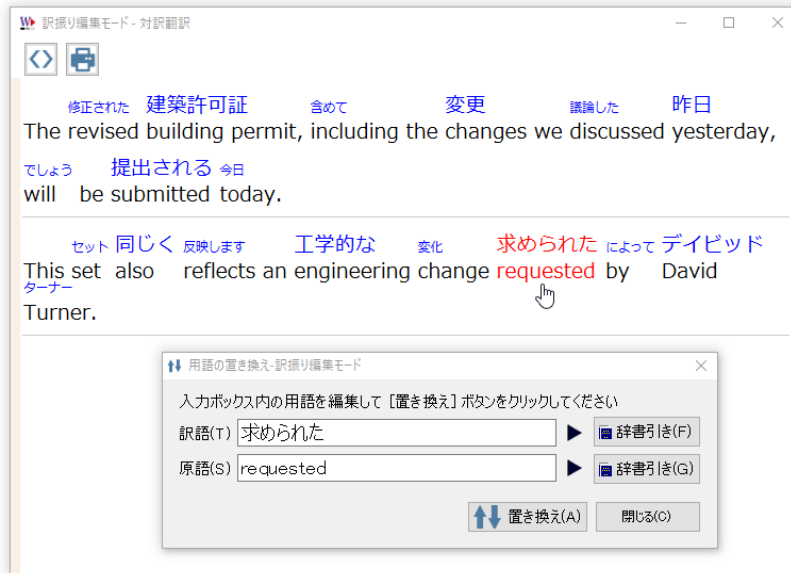 訳振り編集モード - 対訳翻訳
修正された 建築許可証 含めて 変更 議論した 昨日
The revised building permit, including the changes we discussed yesterday,
でしょう 提出される 今日
will be submitted today.
セット 同じく 反映します 工学的な 変化 求められた によって デイビッド
This set also reflects an engineering change requested by David
ターナー
Turner.
用語の置き換え-訳振り編集モード
入力ボックス内の用語を編集して [置き換え] ボタンをクリックしてください
訳語(T) 求められた 辞書引き(F)
原語(S) requested 辞書引き(G)
置き換え(A) 閉じる(C)